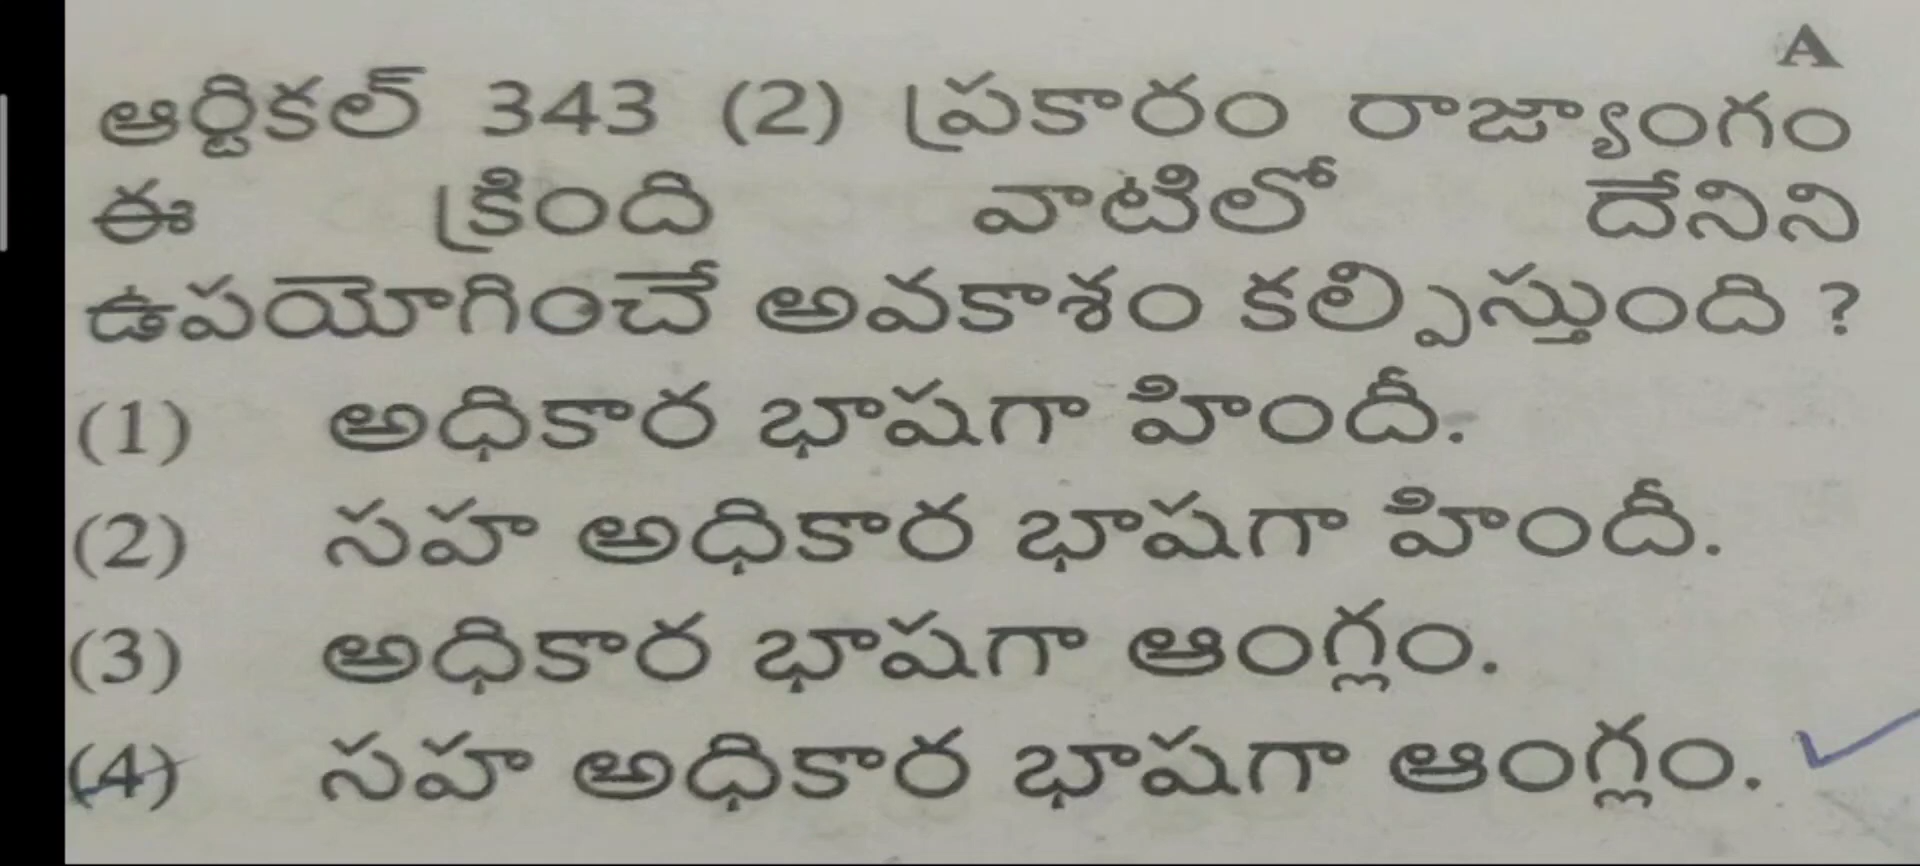 A
ఆర్టికల్ 343 (2) ప్రకారం రాజ్యాంగం
ఈ క్రింది వాటిలో దేనిని
ఉపయోగించే అవకాశం కల్పిస్తుంది ?
(1) అధికార భాషగా హిందీ.
(2) సహ అధికార భాషగా హిందీ.
(3) అధికార భాషగా ఆంగ్లం.
(4) సహ అధికార భాషగా ఆంగ్లం.